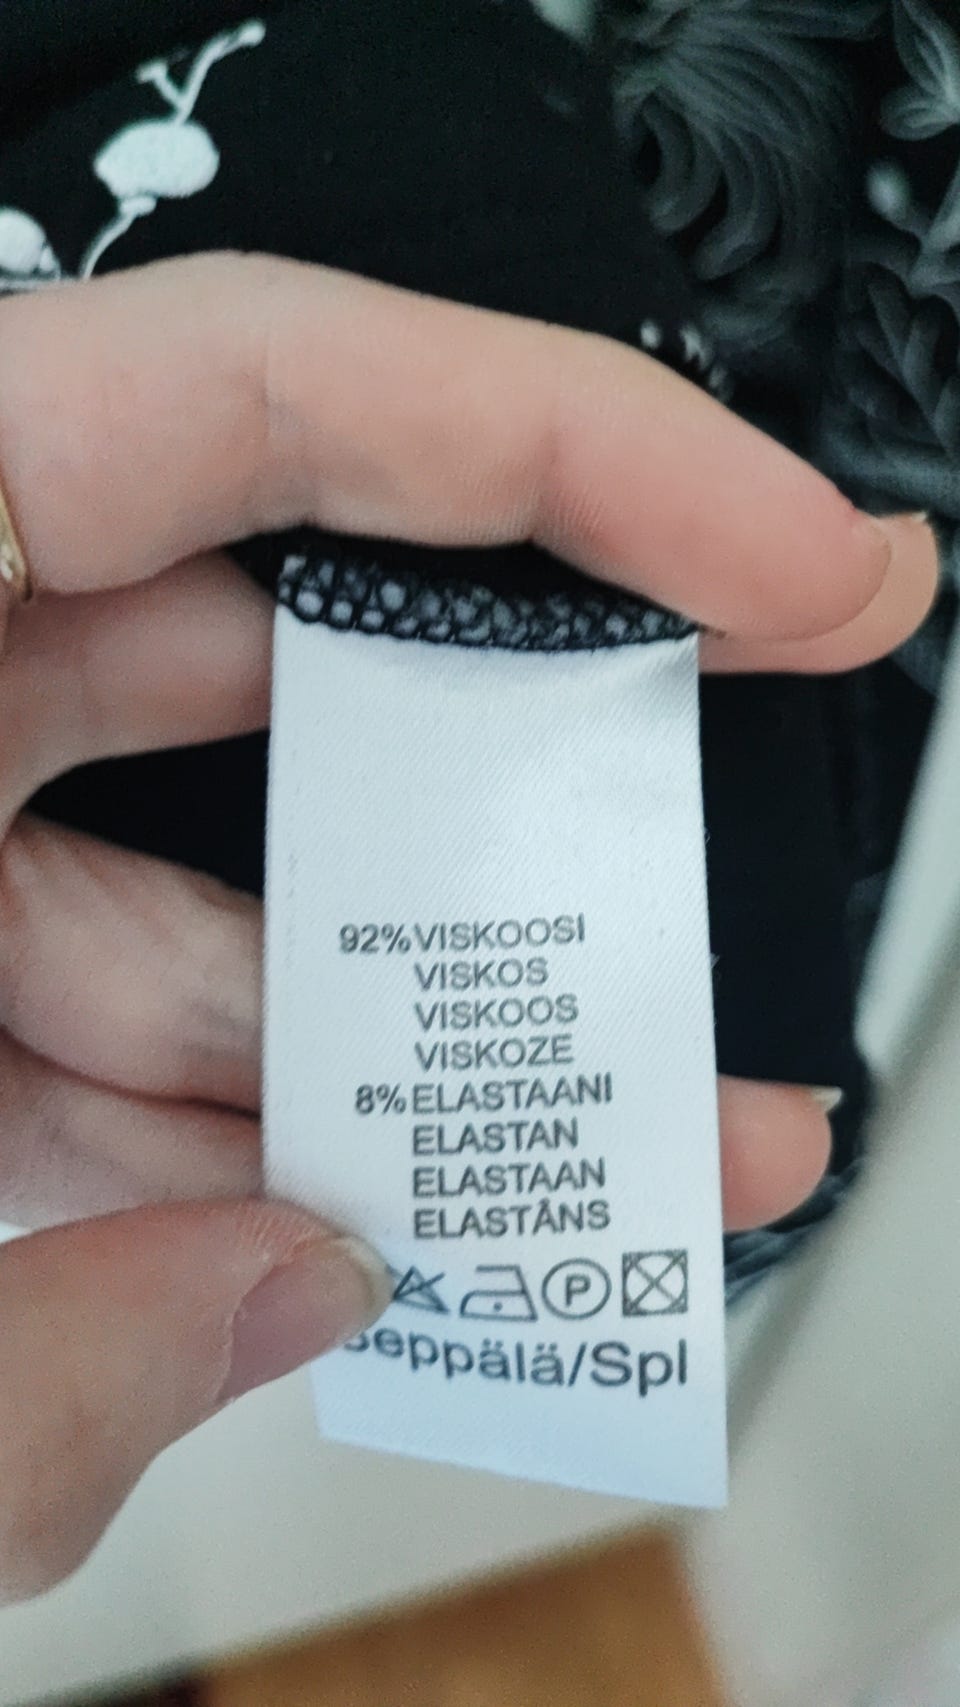 92% VISKOOSI
VISKOS
VISKOOS
VISKOZE
8% ELASTAANI
ELASTAN
ELASTAAN
ELASTĀNS
P
Seppälä/Spl